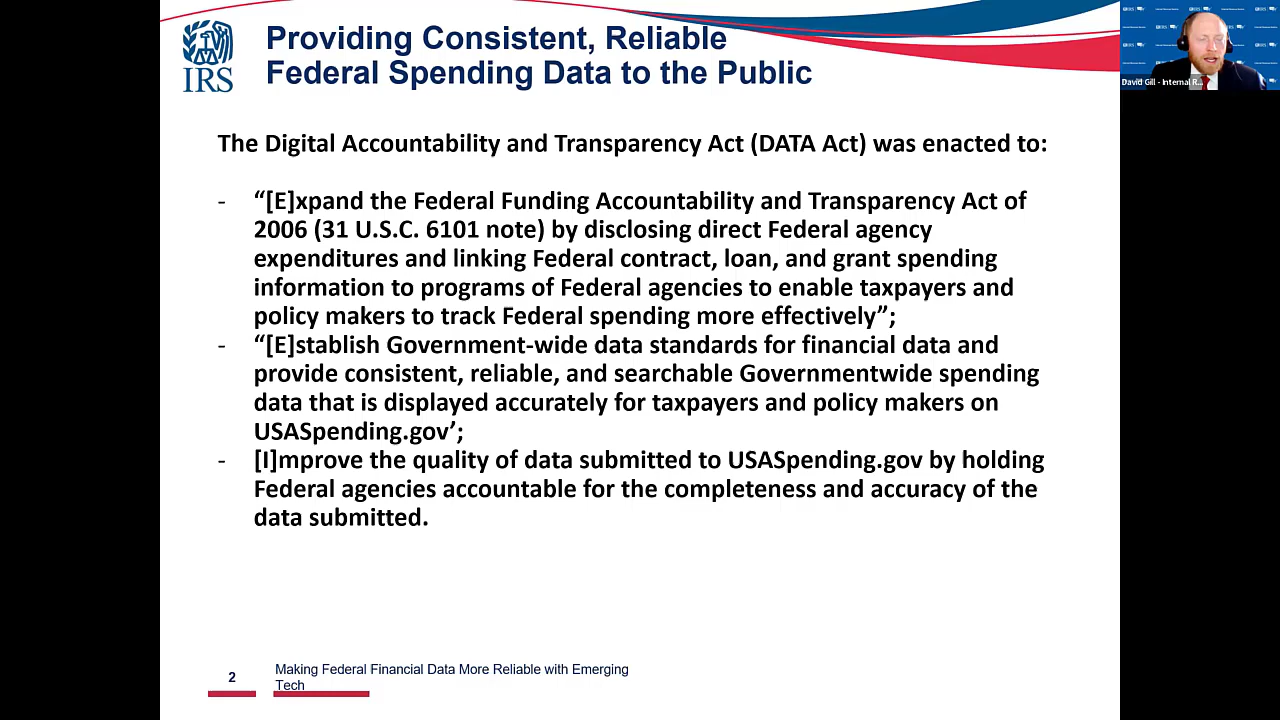 IRS
Providing Consistent, Reliable
Federal Spending Data to the Public
The Digital Accountability and Transparency Act (DATA Act) was enacted to:
- “[E]xpand the Federal Funding Accountability and Transparency Act of
2006 (31 U.S.C. 6101 note) by disclosing direct Federal agency
expenditures and linking Federal contract, loan, and grant spending
information to programs of Federal agencies to enable taxpayers and
policy makers to track Federal spending more effectively”;
- “[E]stablish Government-wide data standards for financial data and
provide consistent, reliable, and searchable Governmentwide spending
data that is displayed accurately for taxpayers and policy makers on
USASpending.gov’;
- [I]mprove the quality of data submitted to USASpending.gov by holding
Federal agencies accountable for the completeness and accuracy of the
data submitted.
2
Making Federal Financial Data More Reliable with Emerging
Tech
David Gill - Internal R...